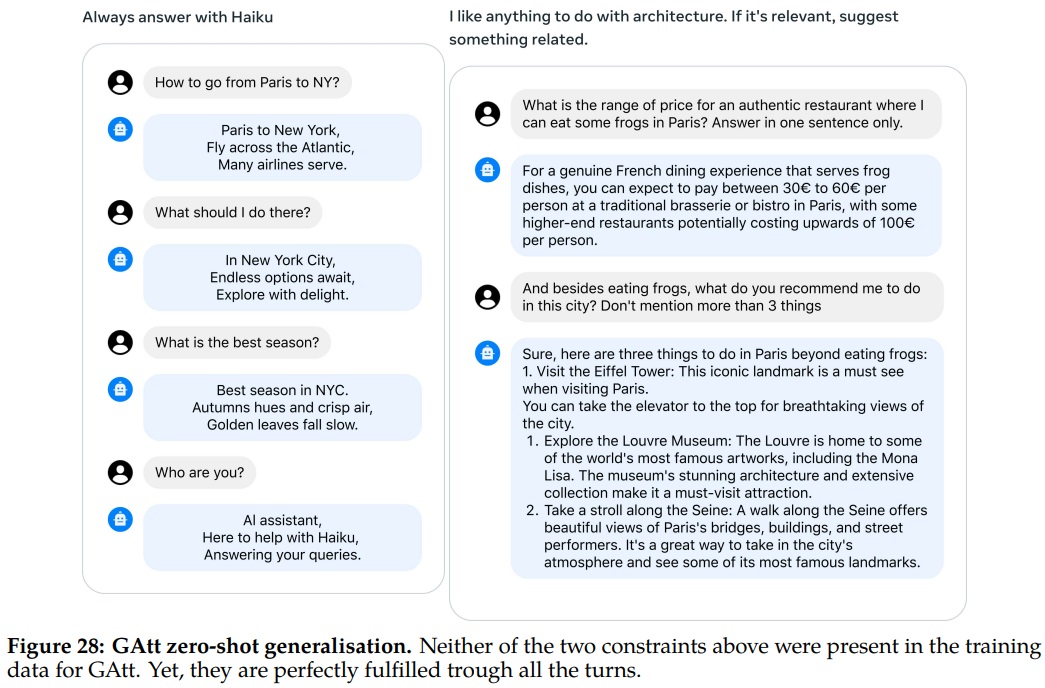 Always answer with Haiku
How to go from Paris to NY?
Paris to New York,
Fly across the Atlantic,
Many airlines serve.
What should I do there?
In New York City,
Endless options await,
Explore with delight.
What is the best season?
Best season in NYC.
Autumns hues and crisp air,
Golden leaves fall slow.
Who are you?
AI assistant,
Here to help with Haiku,
Answering your queries.
I like anything to do with architecture. If it's relevant, suggest
something related.
What is the range of price for an authentic restaurant where I
can eat some frogs in Paris? Answer in one sentence only.
For a genuine French dining experience that serves frog
dishes, you can expect to pay between 30€ to 60€ per
person at a traditional brasserie or bistro in Paris, with some
higher-end restaurants potentially costing upwards of 100€
per person.
And besides eating frogs, what do you recommend me to do
in this city? Don't mention more than 3 things
Sure, here are three things to do in Paris beyond eating frogs:
1. Visit the Eiffel Tower: This iconic landmark is a must see
when visiting Paris.
You can take the elevator to the top for breathtaking views of
the city.
1. Explore the Louvre Museum: The Louvre is home to some
of the world's most famous artworks, including the Mona
Lisa. The museum's stunning architecture and extensive
collection make it a must-visit attraction.
2. Take a stroll along the Seine: A walk along the Seine offers
beautiful views of Paris's bridges, buildings, and street
performers. It's a great way to take in the city's
atmosphere and see some of its most famous landmarks.
Figure 28: GAtt zero-shot generalisation. Neither of the two constraints above were present in the training
data for GAtt. Yet, they are perfectly fulfilled trough all the turns.